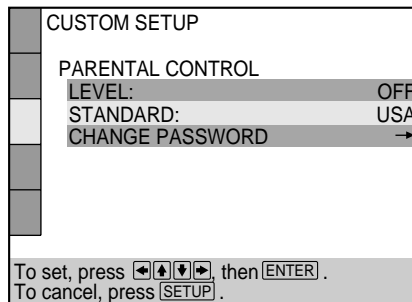 CUSTOM SETUP
PARENTAL CONTROL
LEVEL: OFF
STANDARD: USA
CHANGE PASSWORD →
To set, press ←↑↓→, then ENTER .
To cancel, press SETUP .